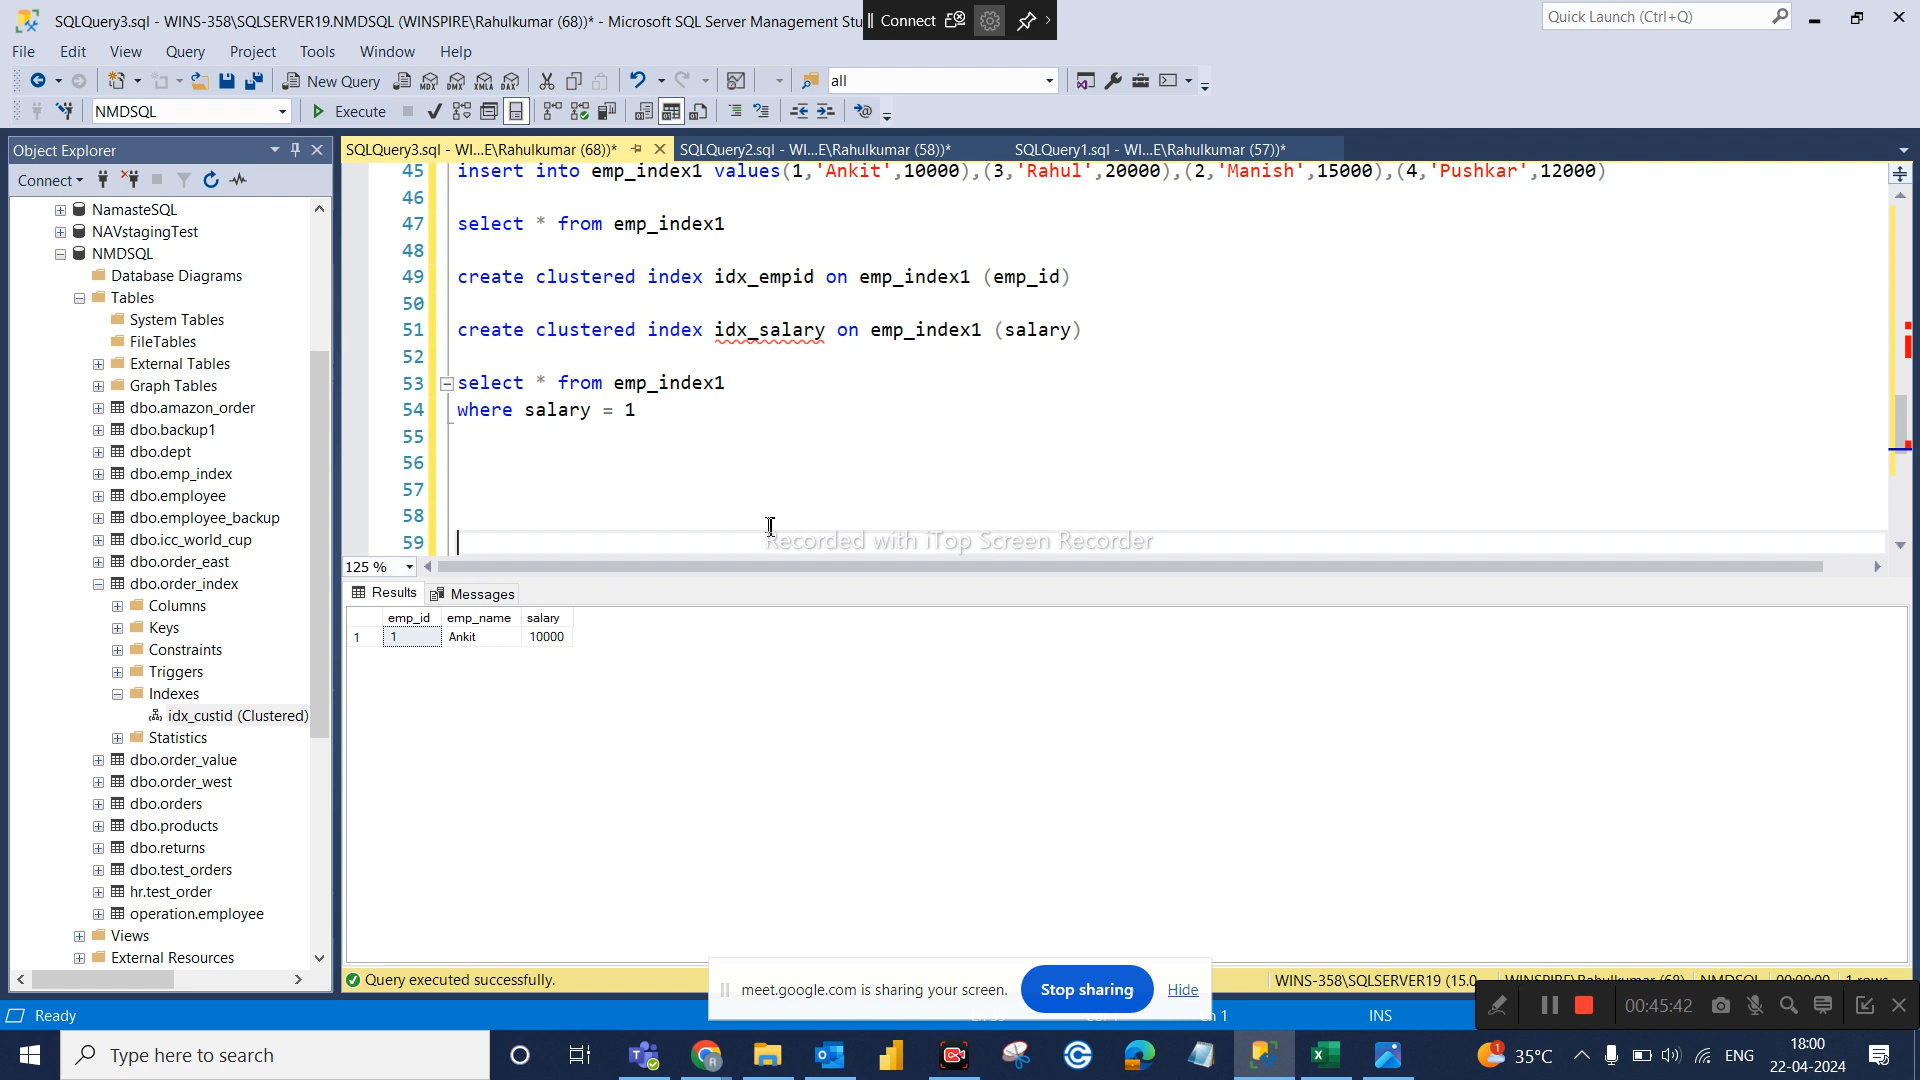 SQLQuery3.sql - WINS-358\SQLSERVER19.NMDSQL (WINSPIRE\Rahulkumar (68))* - Microsoft SQL Server Management Stu
Connect
Quick Launch (Ctrl+Q)
File Edit View Query Project Tools Window Help
New Query
MDX DMX XMLA DAX
all
NMDSQL
Execute
Object Explorer
SQLQuery3.sql - WI...E\Rahulkumar (68))*
SQLQuery2.sql - WI...E\Rahulkumar (58))*
SQLQuery1.sql - WI...E\Rahulkumar (57))*
Connect
NamasteSQL
NAVstagingTest
NMDSQL
Database Diagrams
Tables
System Tables
FileTables
External Tables
Graph Tables
dbo.amazon_order
dbo.backup1
dbo.dept
dbo.emp_index
dbo.employee
dbo.employee_backup
dbo.icc_world_cup
dbo.order_east
dbo.order_index
Columns
Keys
Constraints
Triggers
Indexes
idx_custid (Clustered)
Statistics
dbo.order_value
dbo.order_west
dbo.orders
dbo.products
dbo.returns
dbo.test_orders
hr.test_order
operation.employee
Views
External Resources
45 insert into emp_index1 values(1,'Ankit',10000),(3,'Rahul',20000),(2,'Manish',15000),(4,'Pushkar',12000)
46
47 select * from emp_index1
48
49 create clustered index idx_empid on emp_index1 (emp_id)
50
51 create clustered index idx_salary on emp_index1 (salary)
52
53 select * from emp_index1
54 where salary = 1
55
56
57
58
59
Recorded with iTop Screen Recorder
125 %
Results Messages
emp_id emp_name salary
1 1 Ankit 10000
Query executed successfully.
meet.google.com is sharing your screen.
Stop sharing
Hide
WINS-358\SQLSERVER19 (15.0
WINSPIRE\Rahulkumar (68) NMDSQL 00:00:00 1 rows
Ready
INS
00:45:42
Type here to search
35°C
ENG
18:00
22-04-2024